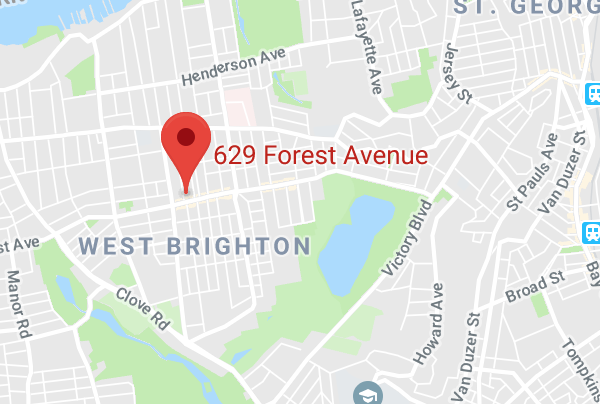 ST. GEORG
Lafayette Ave
Jersey St
Henderson Ave
629 Forest Avenue
St Pauls Ave
Van Duzer St
Victory Blvd
WEST BRIGHTON
st Ave
Manor Rd
Clove Rd
Howard Ave
Van Duzer St
Broad St
Bay
Tompkins